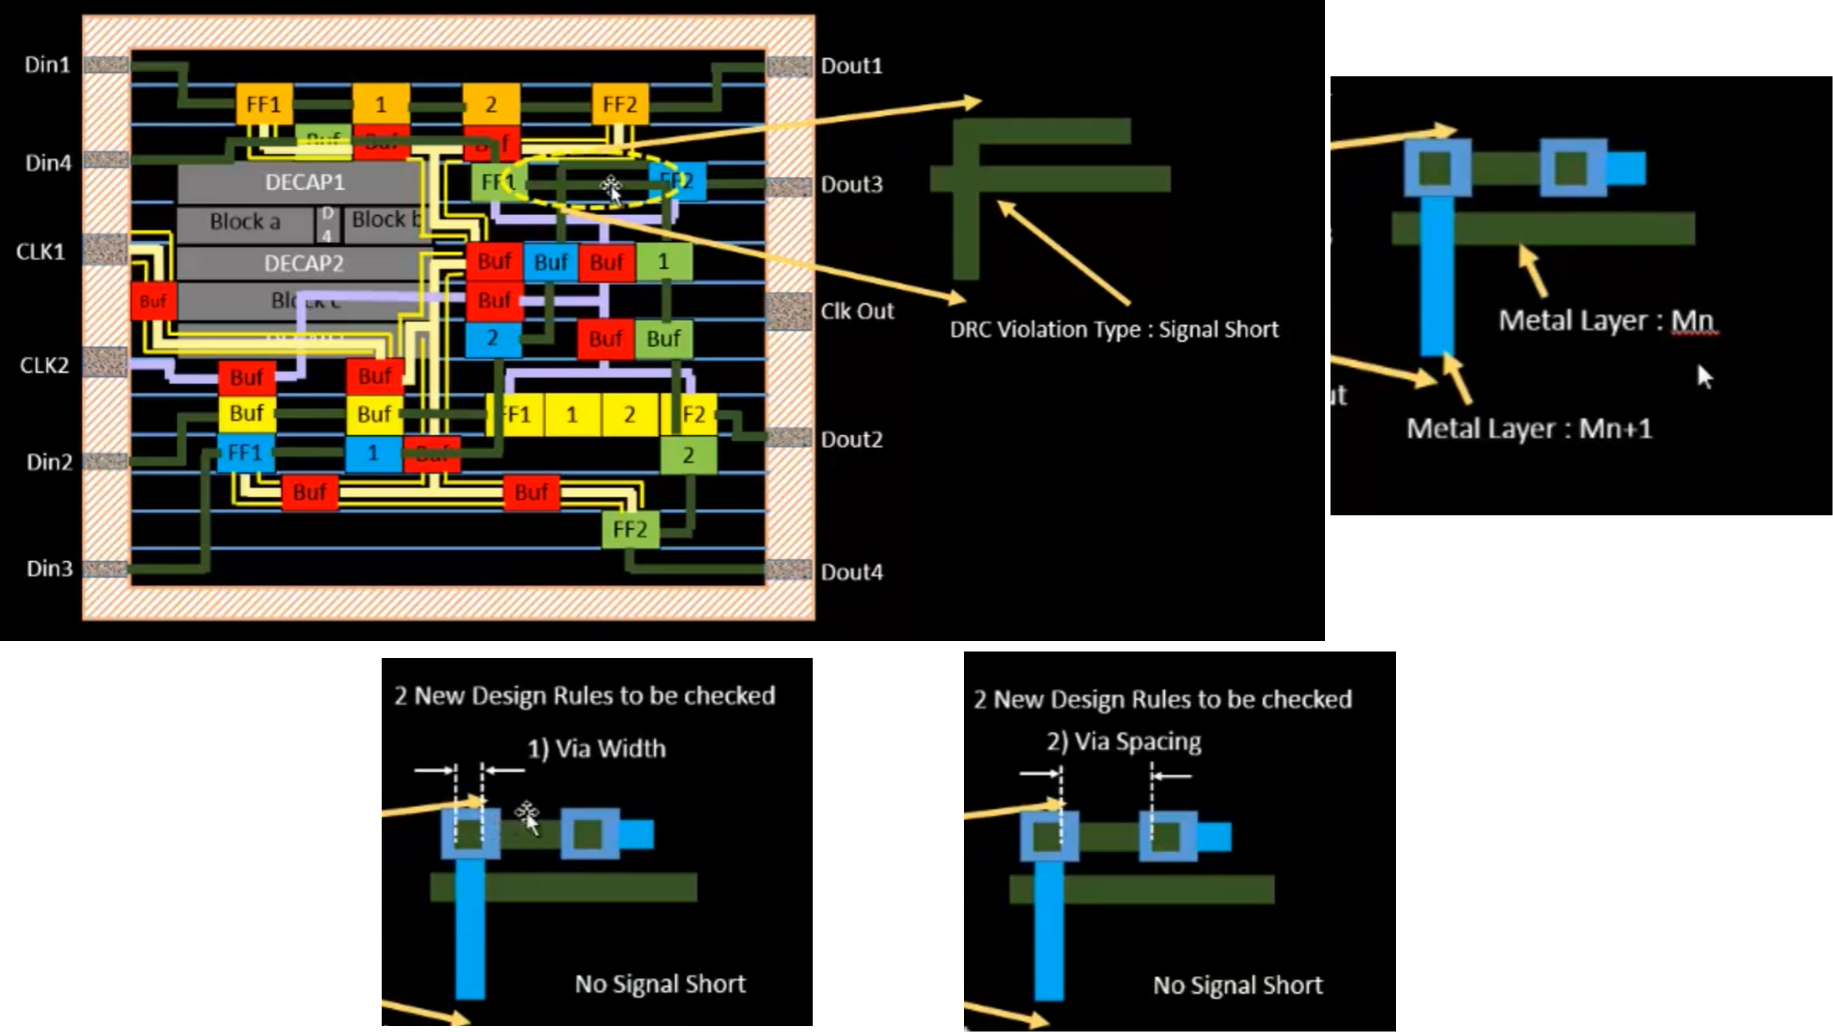 Din1
Dout1
FF1
1
2
FF2
Buf
Buf
Buf
Din4
DECAP1
FF1
FF2
Dout3
Block a
D
4
Block b
CLK1
DECAP2
Buf
Buf
Buf
1
Buf
Block c
Buf
Clk Out
2
Buf
Buf
CLK2
Buf
Buf
Buf
Buf
FF1
1
2
F2
Dout2
Din2
FF1
1
Buf
2
Buf
Buf
FF2
Din3
Dout4
DRC Violation Type : Signal Short
Metal Layer : Mn
ut
Metal Layer : Mn+1
2 New Design Rules to be checked
1) Via Width
No Signal Short
2 New Design Rules to be checked
2) Via Spacing
No Signal Short